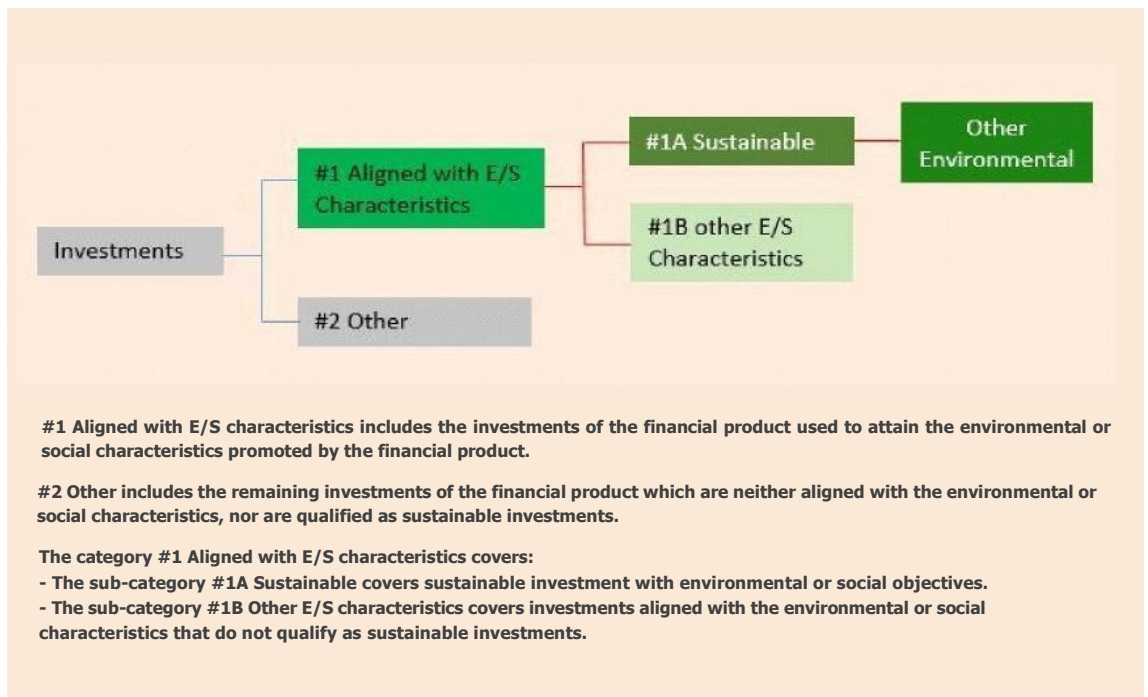 Other
Environmental
#1A Sustainable
#1 Aligned with E/S
Characteristics
#1B other E/S
Characteristics
Investments
#2 Other
#1 Aligned with E/S characteristics includes the investments of the financial product used to attain the environmental or
social characteristics promoted by the financial product.
#2 Other includes the remaining investments of the financial product which are neither aligned with the environmental or
social characteristics, nor are qualified as sustainable investments.
The category #1 Aligned with E/S characteristics covers:
- The sub-category #1A Sustainable covers sustainable investment with environmental or social objectives.
- The sub-category #1B Other E/S characteristics covers investments aligned with the environmental or social
characteristics that do not qualify as sustainable investments.